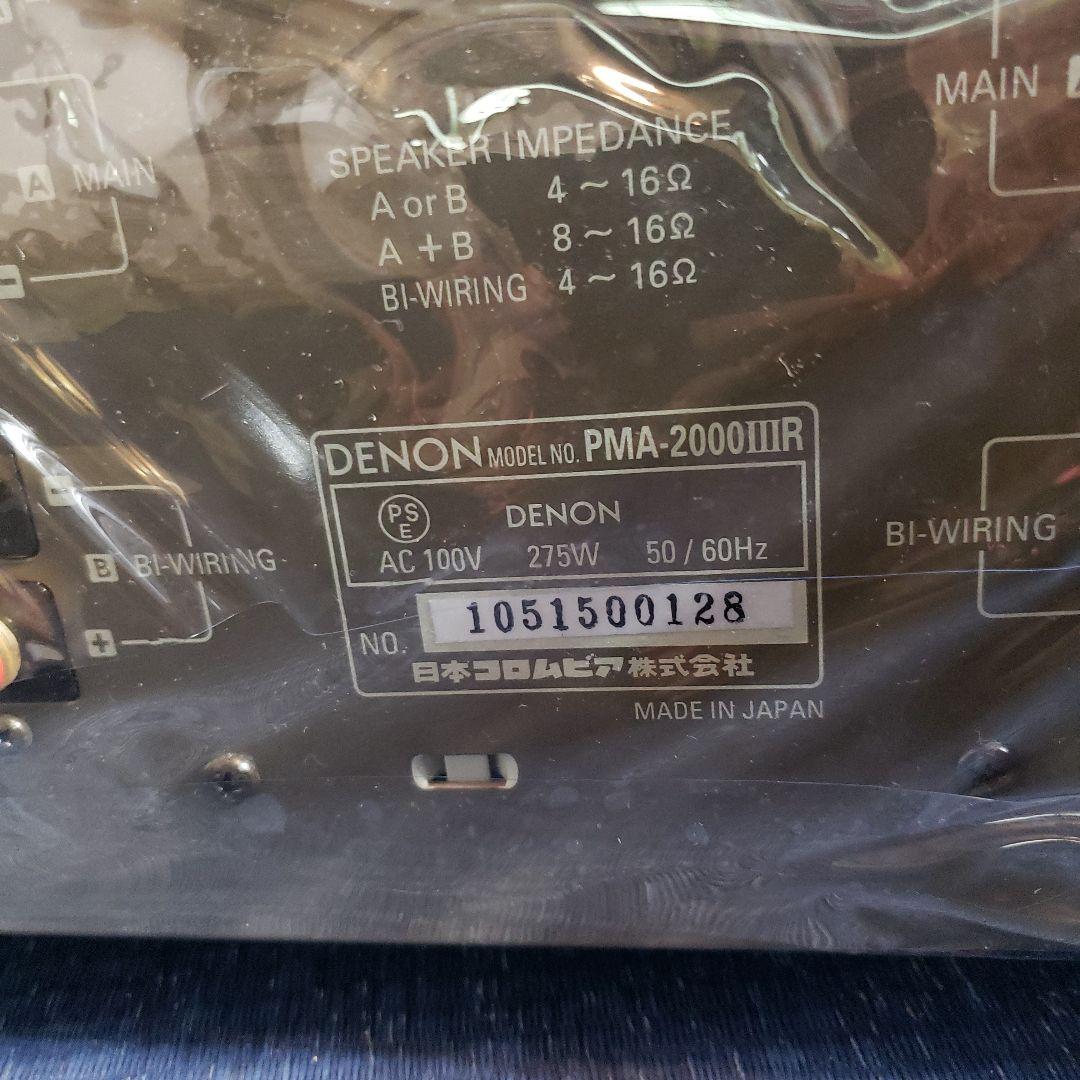 MAIN A
SPEAKER IMPEDANCE
A or B 4 ~ 16Ω
A + B 8 ~ 16Ω
BI-WIRING 4 ~ 16Ω
A MAIN
−
DENON MODEL NO. PMA-2000IIIR
PSE DENON
AC 100V 275W 50 / 60Hz
NO. 1051500128
日本コロムビア株式会社
MADE IN JAPAN
−
B BI-WIRING
+
BI-WIRING